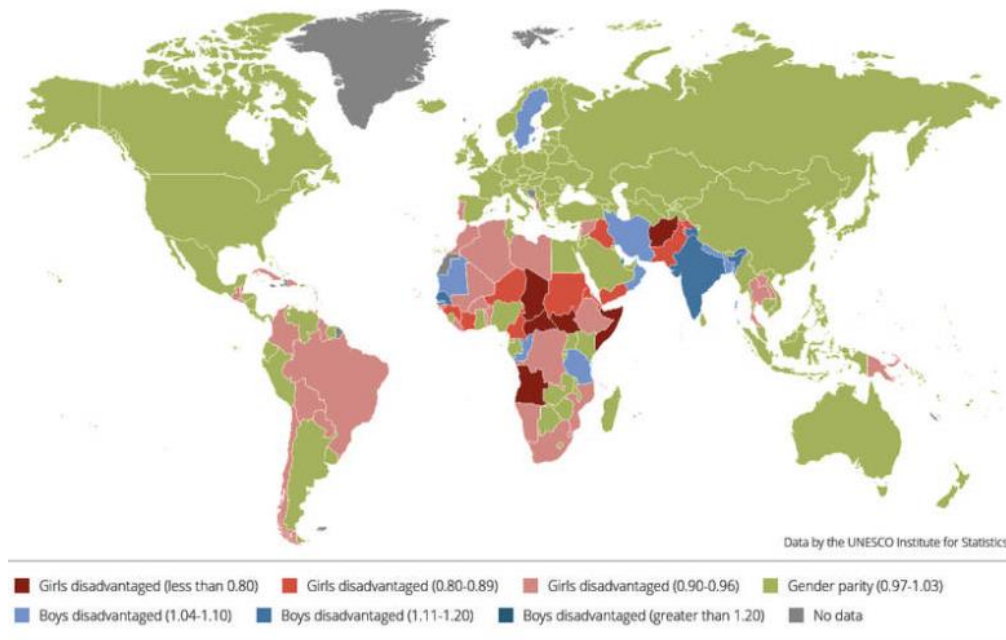 Data by the UNESCO Institute for Statistics
Girls disadvantaged (less than 0.80) Girls disadvantaged (0.80-0.89) Girls disadvantaged (0.90-0.96) Gender parity (0.97-1.03)
Boys disadvantaged (1.04-1.10) Boys disadvantaged (1.11-1.20) Boys disadvantaged (greater than 1.20) No data